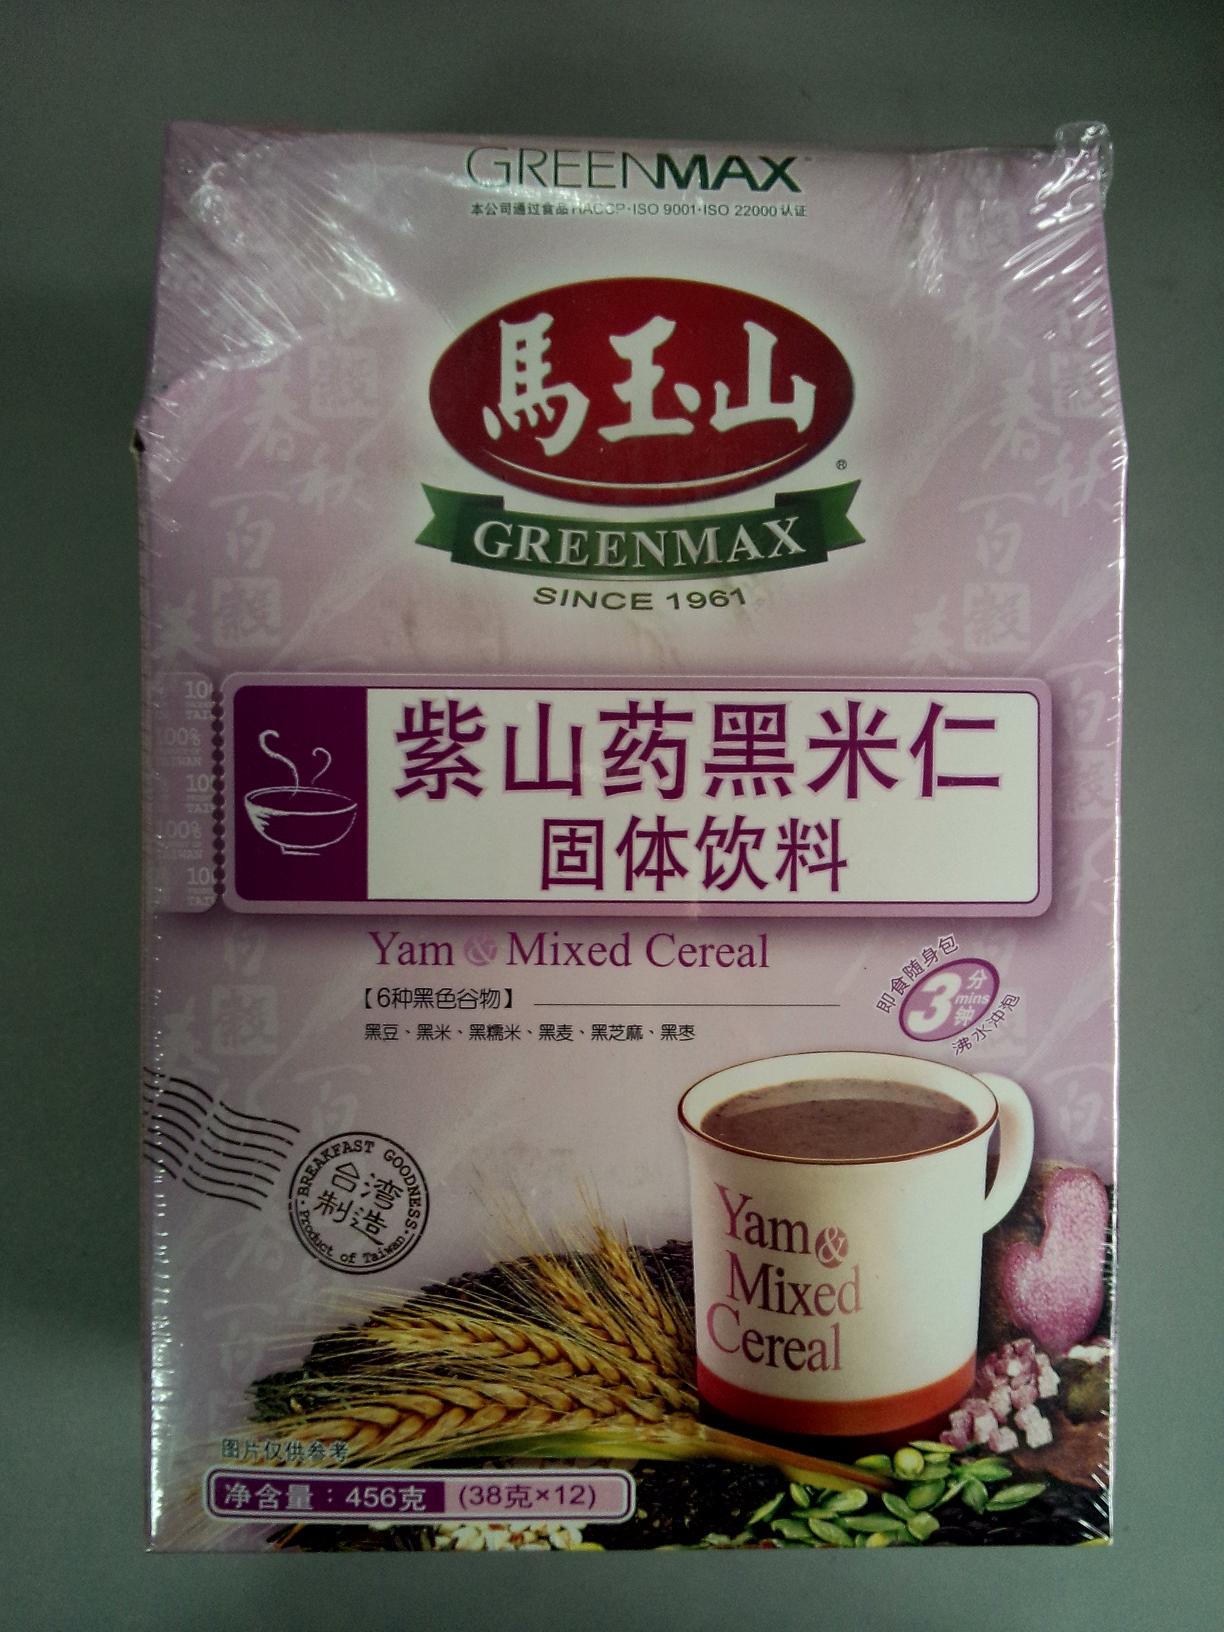 GREENMAX
本公司通过食品HACCP·ISO 9001·ISO 22000认证
馬玉山
®
GREENMAX
SINCE 1961
紫山药黑米仁
固体饮料
Yam & Mixed Cereal
【6种黑色谷物】
黑豆、黑米、黑糯米、黑麦、黑芝麻、黑枣
即食随身包
3分钟
mins
沸水冲泡
BREAKFAST GOODNESS
台湾
制造
Product of Taiwan
Yam &
Mixed
Cereal
图片仅供参考
净含量：456克 (38克×12)